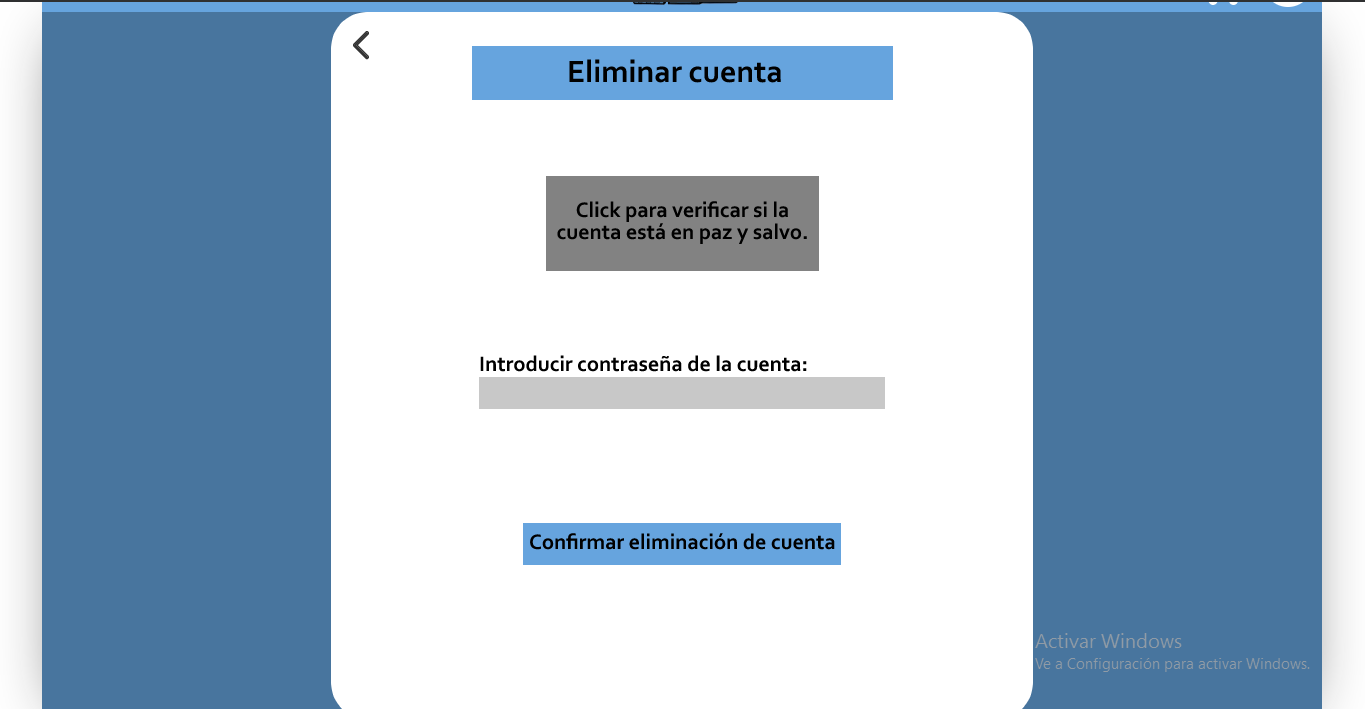 Eliminar cuenta
Click para verificar si la
cuenta está en paz y salvo.
Introducir contraseña de la cuenta:
Confirmar eliminación de cuenta
Activar Windows
Ve a Configuración para activar Windows.